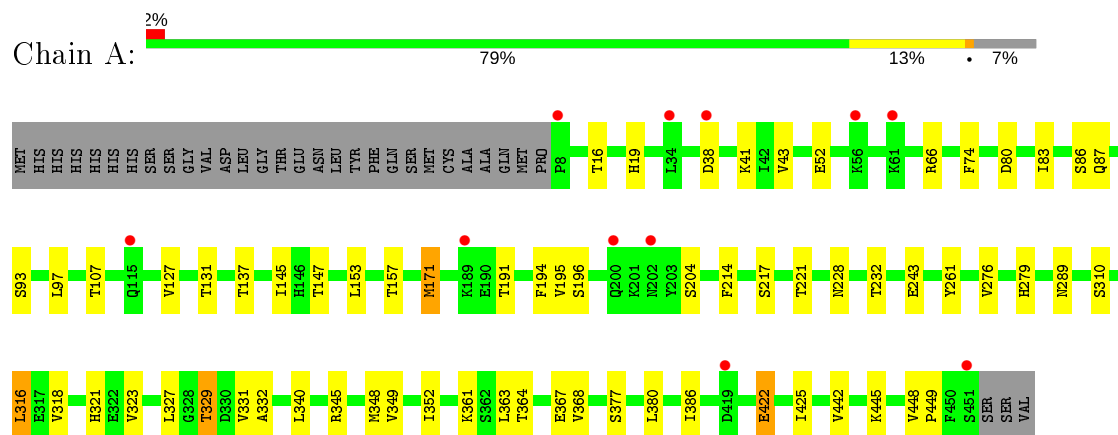 2%
Chain A:
79% 13% • 7%
MET HIS HIS HIS HIS HIS HIS SER SER GLY VAL ASP LEU GLY THR GLU ASN LEU TYR PHE GLN SER MET CYS ALA ALA GLN MET PRO P8 T16 H19 L34 D38 K41 I42 V43 E52 K56 K61 R66 F74 D80 I83 S86 Q87
S93 L97 T107 Q115 V127 T131 T137 I145 H146 T147 L153 T157 M171 K189 E190 T191 F194 V195 S196 Q200 K201 N202 Y203 S204 F214 S217 T221 N228 T232 E243 Y261 V276 H279 N289 S310
L316 E317 V318 H321 E322 V323 L327 G328 T329 D330 V331 A332 L340 R345 M348 V349 I352 K361 S362 L363 T364 E367 V368 S377 L380 I386 D419 E422 I425 V442 K445 V448 P449 F450 S451 SER SER VAL